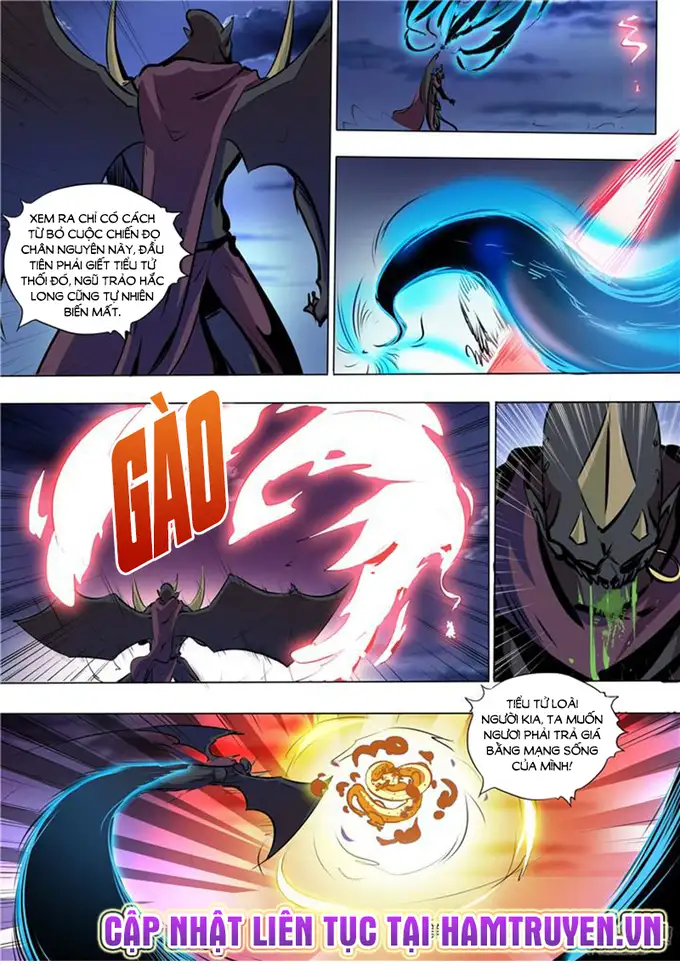 XEM RA CHỈ CÓ CÁCH
TỪ BỎ CUỘC CHIẾN ĐỌ
CHÂN NGUYÊN NÀY, ĐẦU
TIÊN PHẢI GIẾT TIỂU TỬ
THỐI ĐÓ, NGŨ TRẢO HẮC
LONG CŨNG TỰ NHIÊN
BIẾN MẤT.
GÀO
TIỂU TỬ LOÀI
NGƯỜI KIA, TA MUỐN
NGƯƠI PHẢI TRẢ GIÁ
BẰNG MẠNG SỐNG
CỦA MÌNH!
CẬP NHẬT LIÊN TỤC TẠI HAMTRUYEN.VN